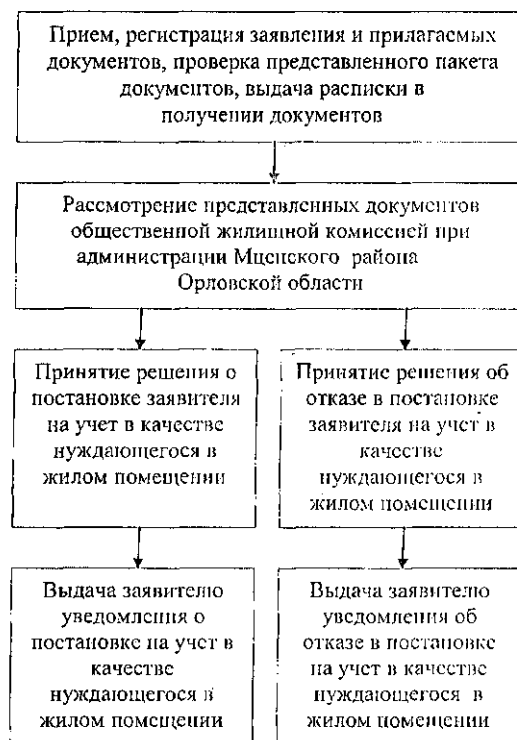 Прием, регистрация заявления и прилагаемых
документов, проверка представленного пакета
документов, выдача расписки в
получении документов
Рассмотрение представленных документов
общественной жилищной комиссией при
администрации Мценского района
Орловской области
Принятие решения о
постановке заявителя
на учет в качестве
нуждающегося в
жилом помещении
Принятие решения об
отказе в постановке
заявителя на учет в
качестве
нуждающегося в
жилом помещении
Выдача заявителю
уведомления о
постановке на учет в
качестве
нуждающегося в
жилом помещении
Выдача заявителю
уведомления об
отказе в постановке
на учет в качестве
нуждающегося в
жилом помещении